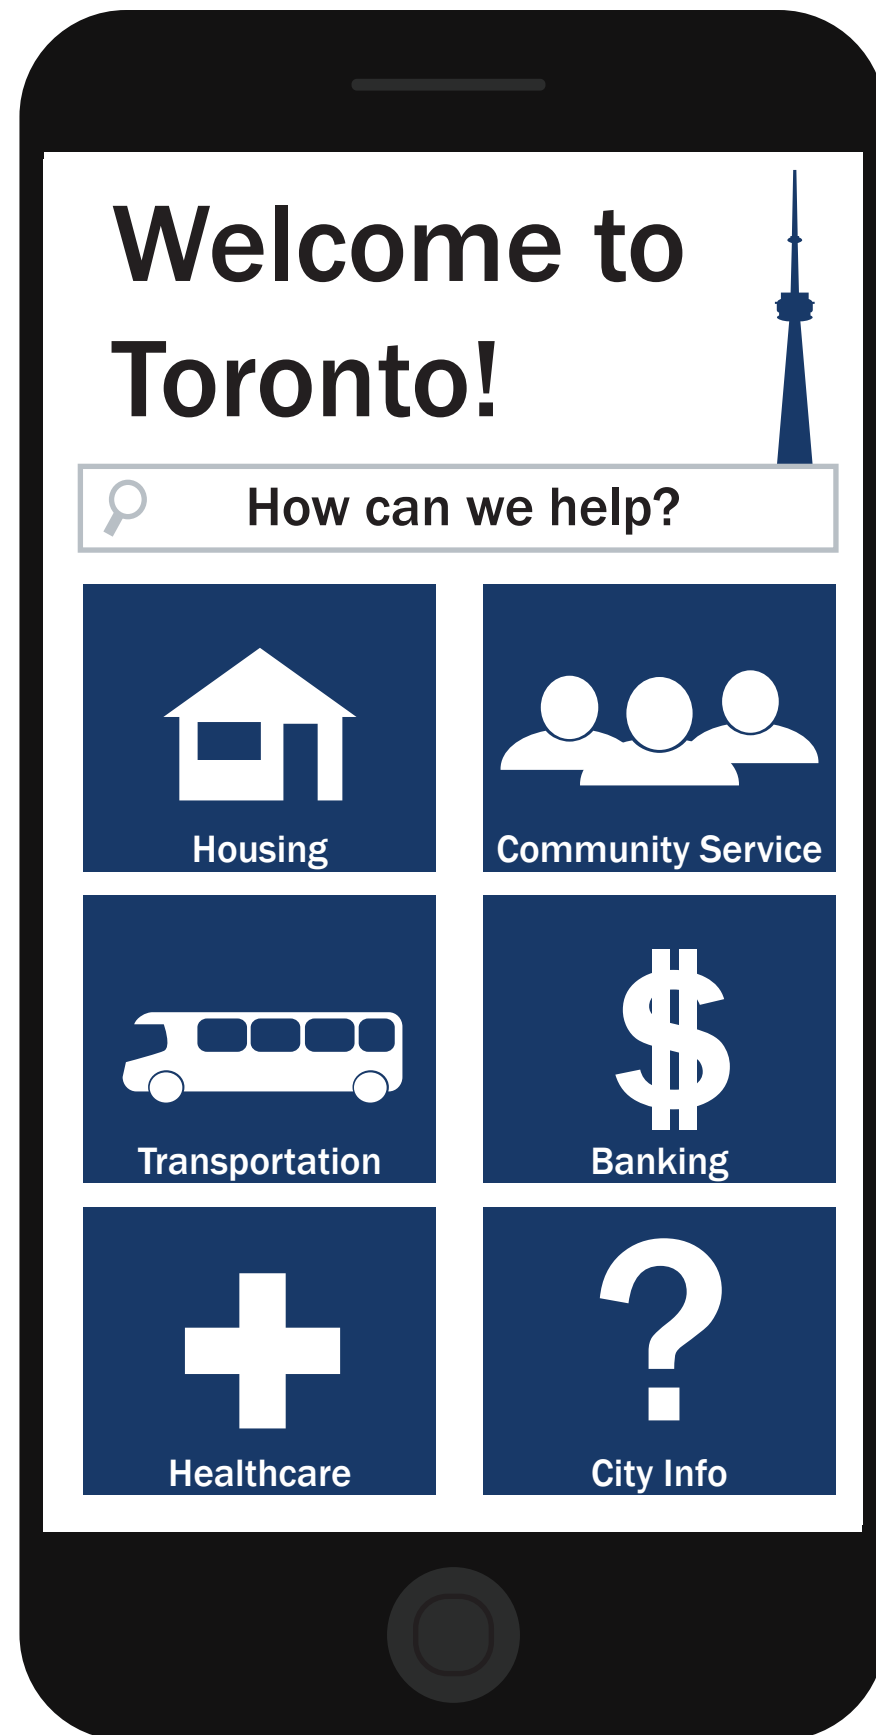 Welcome to
Toronto!
How can we help?
Housing
Community Service
Transportation
$
Banking
?
Healthcare
City Info